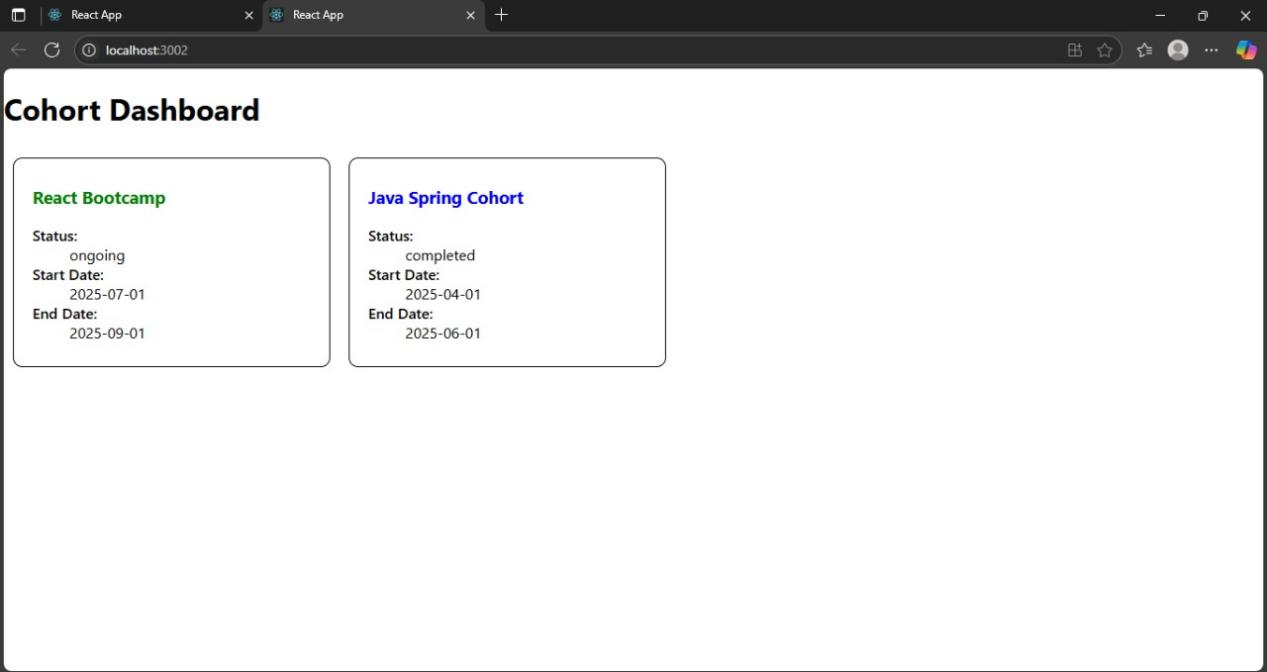 React App
React App
localhost:3002
Cohort Dashboard
React Bootcamp
Status:
ongoing
Start Date:
2025-07-01
End Date:
2025-09-01
Java Spring Cohort
Status:
completed
Start Date:
2025-04-01
End Date:
2025-06-01